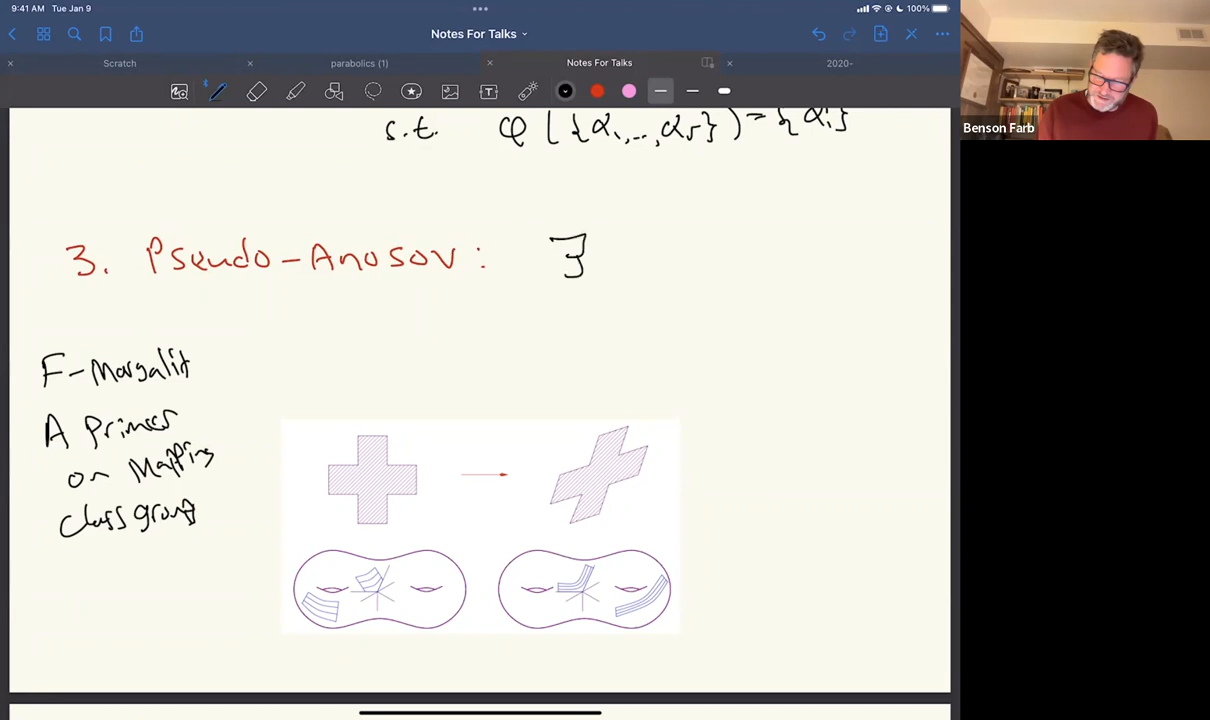 9:41 AM Tue Jan 9
100%
Notes For Talks
Scratch
parabolics (1)
Notes For Talks
2020-
Benson Farb
s.t. φ ({α1,...,αr}) = {αi}
3. Pseudo-Anosov: ∃
F-Margalit
A Primer
on Mapping
class groups